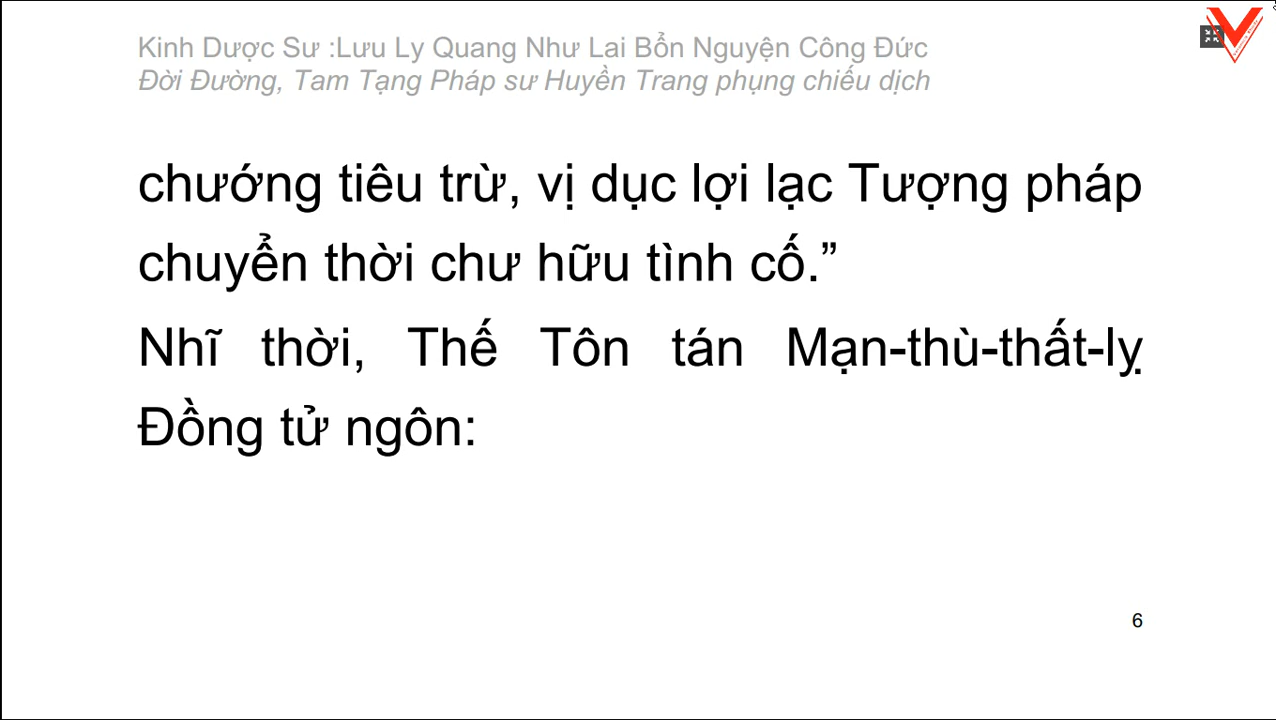 Kinh Dược Sư :Lưu Ly Quang Như Lai Bổn Nguyện Công Đức
Đời Đường, Tam Tạng Pháp sư Huyền Trang phụng chiếu dịch
chướng tiêu trừ, vị dục lợi lạc Tượng pháp
chuyển thời chư hữu tình cố.”
Nhĩ thời, Thế Tôn tán Mạn-thù-thất-lỵ
Đồng tử ngôn:
6